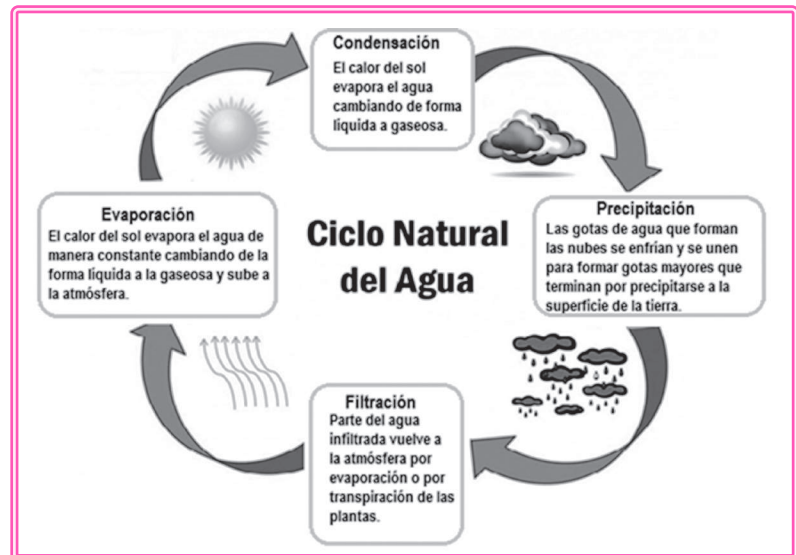 Condensación
El calor del sol
evapora el agua
cambiando de forma
líquida a gaseosa.
Evaporación
El calor del sol evapora el agua de
manera constante cambiando de la
forma líquida a la gaseosa y sube a
la atmósfera.
Ciclo Natural
del Agua
Precipitación
Las gotas de agua que forman
las nubes se enfrían y se unen
para formar gotas mayores que
terminan por precipitarse a la
superficie de la tierra.
Filtración
Parte del agua
infiltrada vuelve a
la atmósfera por
evaporación o por
transpiración de las
plantas.